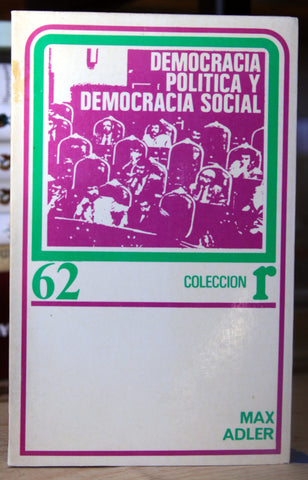 DEMOCRACIA
POLITICA Y
DEMOCRACIA SOCIAL
62
COLECCION r
MAX
ADLER